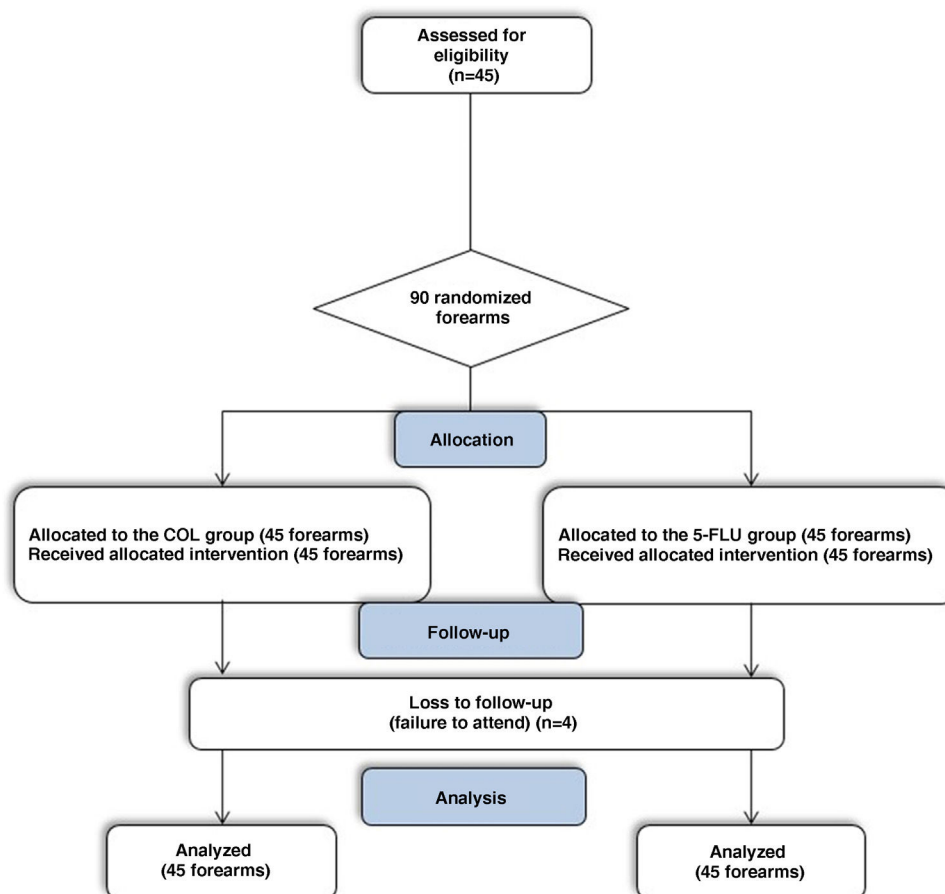 Assessed for
eligibility
(n=45)
90 randomized
forearms
Allocation
Allocated to the COL group (45 forearms)
Received allocated intervention (45 forearms)
Allocated to the 5-FLU group (45 forearms)
Received allocated intervention (45 forearms)
Follow-up
Loss to follow-up
(failure to attend) (n=4)
Analysis
Analyzed
(45 forearms)
Analyzed
(45 forearms)